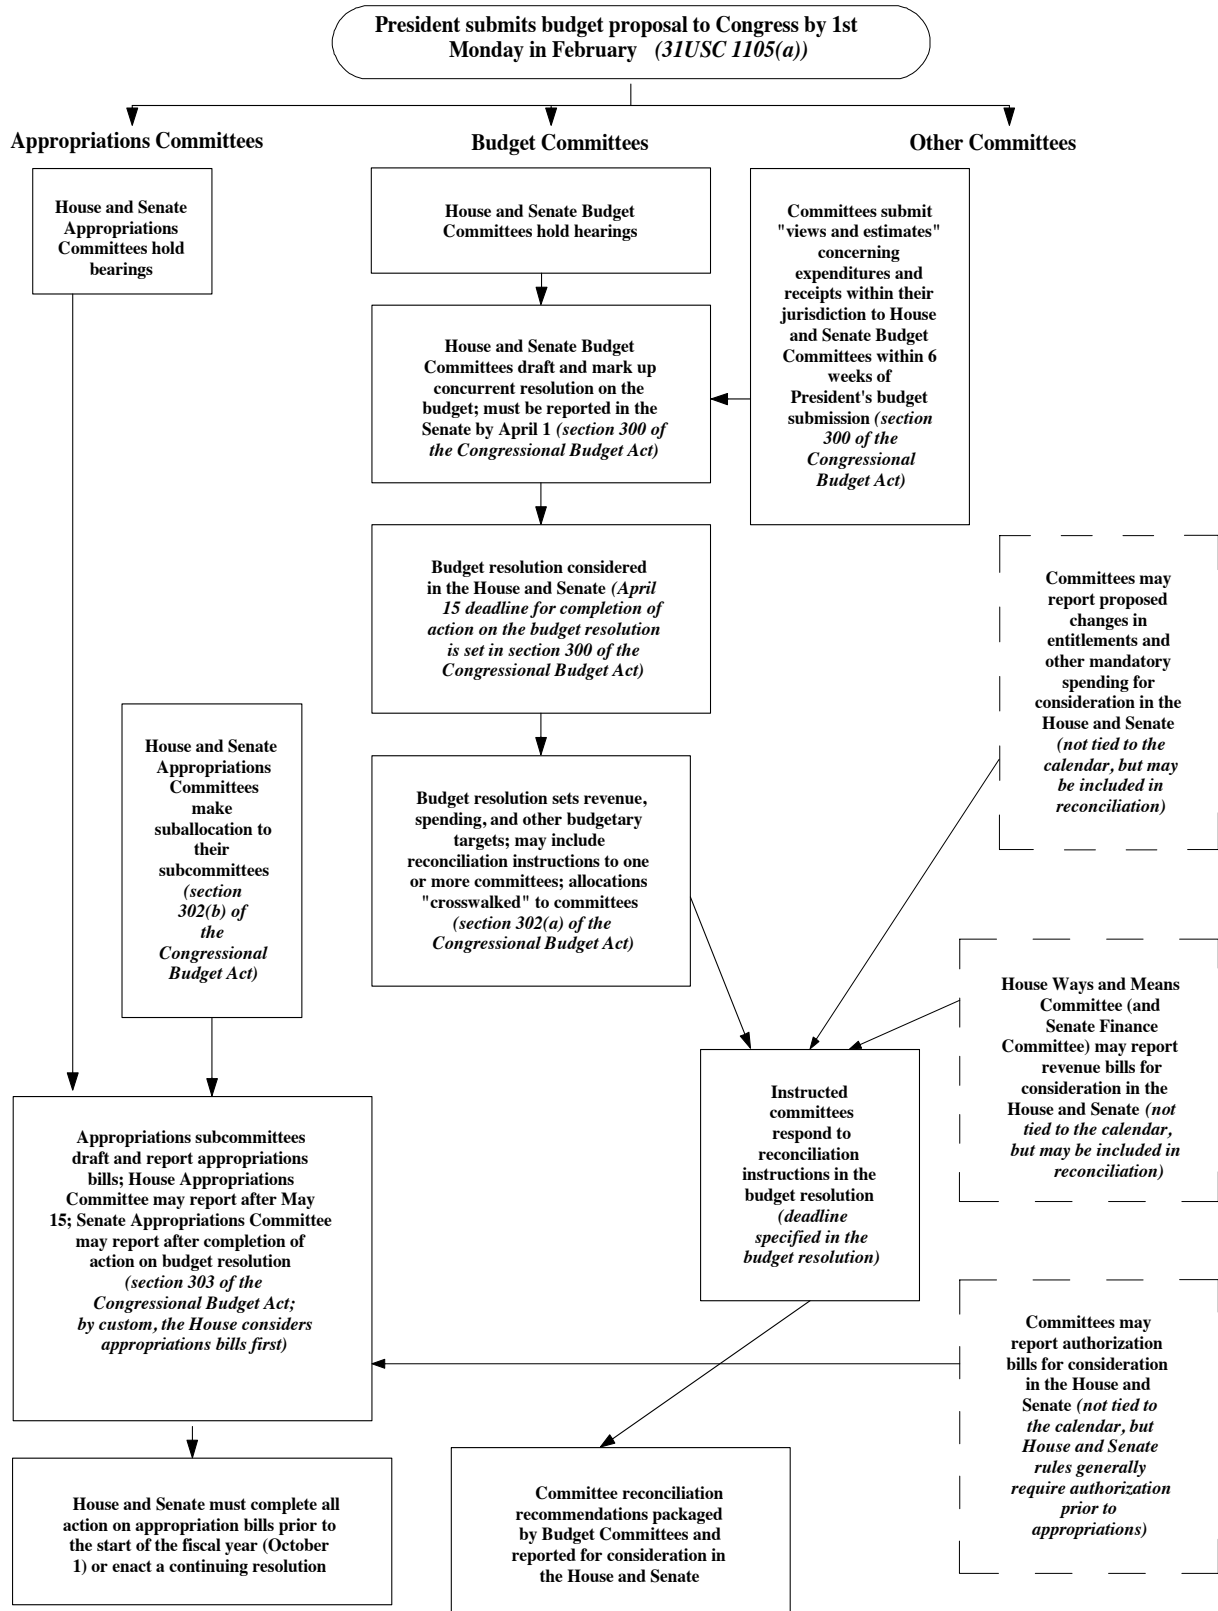 President submits budget proposal to Congress by 1st
Monday in February (31USC 1105(a))
Appropriations Committees
Budget Committees
Other Committees
House and Senate
Appropriations
Committees hold
bearings
House and Senate Budget
Committees hold hearings
Committees submit
"views and estimates"
concerning
expenditures and
receipts within their
jurisdiction to House
and Senate Budget
Committees within 6
weeks of
President's budget
submission (section
300 of the
Congressional
Budget Act)
House and Senate Budget
Committees draft and mark up
concurrent resolution on the
budget; must be reported in the
Senate by April 1 (section 300 of
the Congressional Budget Act)
Budget resolution considered
in the House and Senate (April
15 deadline for completion of
action on the budget resolution
is set in section 300 of the
Congressional Budget Act)
Committees may
report proposed
changes in
entitlements and
other mandatory
spending for
consideration in the
House and Senate
(not tied to the
calendar, but may
be included in
reconciliation)
House and Senate
Appropriations
Committees
make
suballocation to
their
subcommittees
(section
302(b) of
the
Congressional
Budget Act)
Budget resolution sets revenue,
spending, and other budgetary
targets; may include
reconciliation instructions to one
or more committees; allocations
"crosswalked" to committees
(section 302(a) of the
Congressional Budget Act)
House Ways and Means
Committee (and
Senate Finance
Committee) may report
revenue bills for
consideration in the
House and Senate (not
tied to the calendar,
but may be included in
reconciliation)
Instructed
committees
respond to
reconciliation
instructions in the
budget resolution
(deadline
specified in the
budget resolution)
Appropriations subcommittees
draft and report appropriations
bills; House Appropriations
Committee may report after May
15; Senate Appropriations Committee
may report after completion of
action on budget resolution
(section 303 of the
Congressional Budget Act;
by custom, the House considers
appropriations bills first)
Committees may
report authorization
bills for consideration
in the House and
Senate (not tied to
the calendar, but
House and Senate
rules generally
require authorization
prior to
appropriations)
House and Senate must complete all
action on appropriation bills prior to
the start of the fiscal year (October
1) or enact a continuing resolution
Committee reconciliation
recommendations packaged
by Budget Committees and
reported for consideration in
the House and Senate